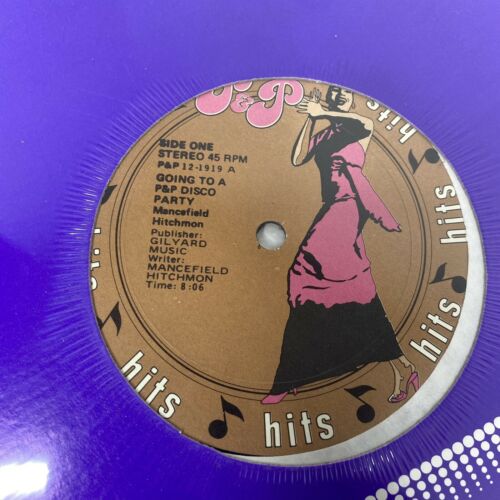 P&P
SIDE ONE
STEREO 45 RPM
P&P 12-1919 A
GOING TO A
P&P DISCO
PARTY
Mancefield
Hitchmon
Publisher:
GILYARD
MUSIC
Writer:
MANCEFIELD
HITCHMON
Time: 8:06
hits
hits
hits
hits
hits